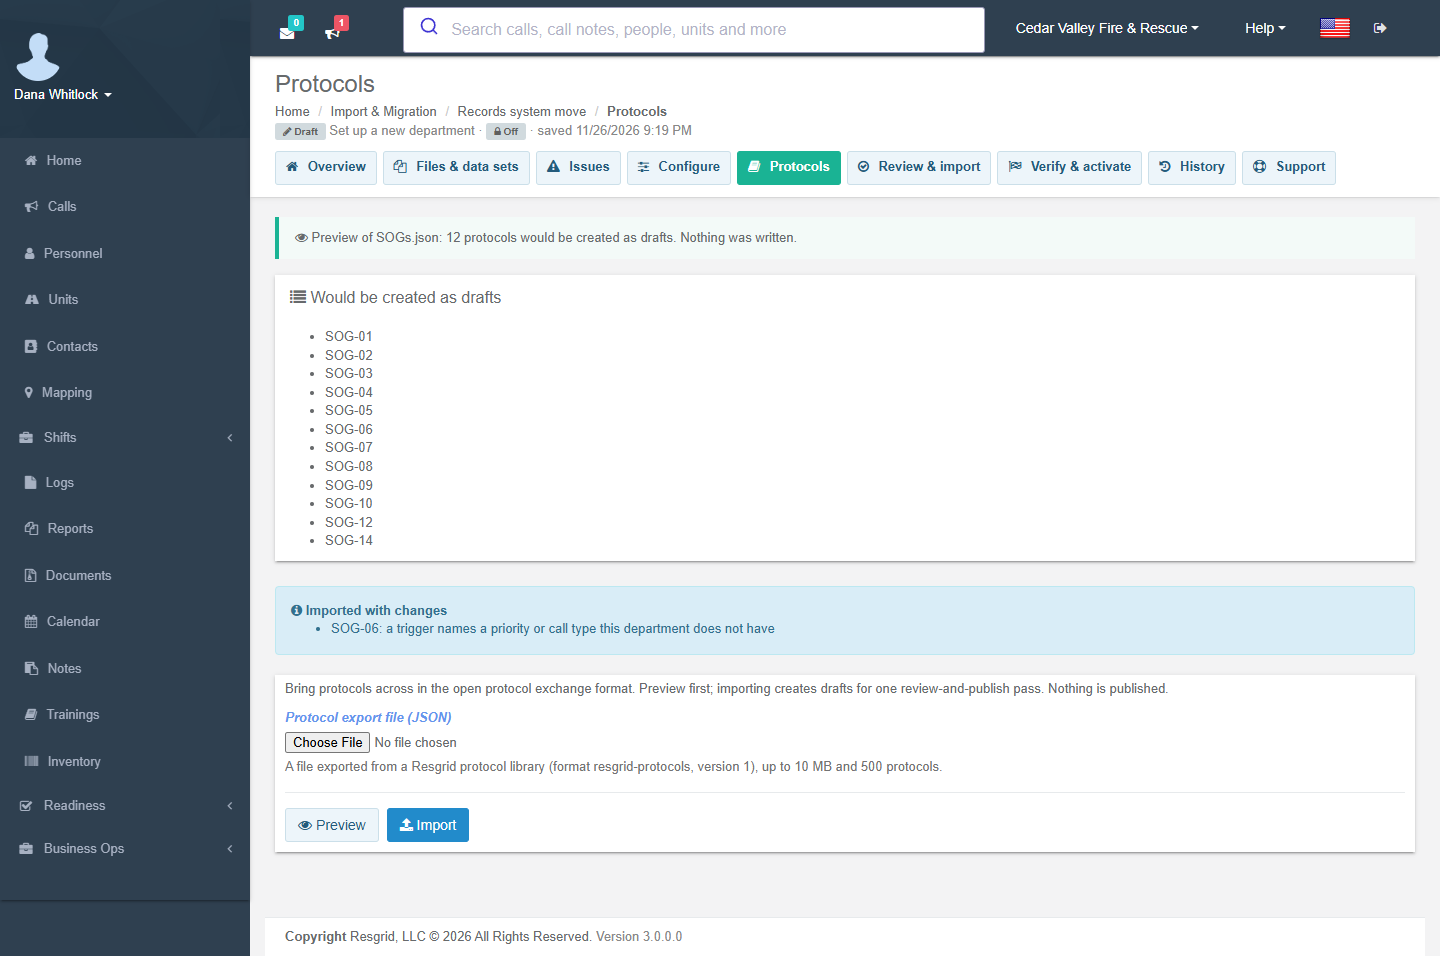 0
1
Search calls, call notes, people, units and more
Cedar Valley Fire & Rescue
Help
Dana Whitlock
Home
Calls
Personnel
Units
Contacts
Mapping
Shifts
Logs
Reports
Documents
Calendar
Notes
Trainings
Inventory
Readiness
Business Ops
Protocols
Home / Import & Migration / Records system move / Protocols
Draft Set up a new department · Off · saved 11/26/2026 9:19 PM
Overview
Files & data sets
Issues
Configure
Protocols
Review & import
Verify & activate
History
Support
Preview of SOGs.json: 12 protocols would be created as drafts. Nothing was written.
Would be created as drafts
• SOG-01
• SOG-02
• SOG-03
• SOG-04
• SOG-05
• SOG-06
• SOG-07
• SOG-08
• SOG-09
• SOG-10
• SOG-12
• SOG-14
Imported with changes
• SOG-06: a trigger names a priority or call type this department does not have
Bring protocols across in the open protocol exchange format. Preview first; importing creates drafts for one review-and-publish pass. Nothing is published.
Protocol export file (JSON)
Choose File No file chosen
A file exported from a Resgrid protocol library (format resgrid-protocols, version 1), up to 10 MB and 500 protocols.
Preview
Import
Copyright Resgrid, LLC © 2026 All Rights Reserved. Version 3.0.0.0